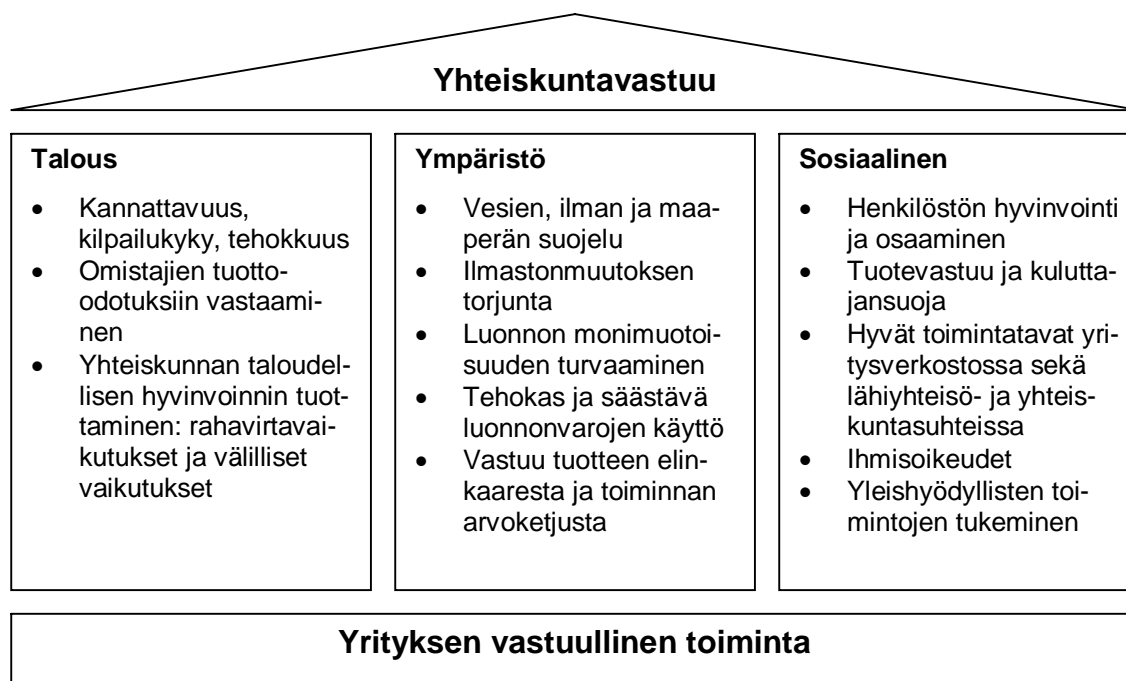 Yhteiskuntavastuu
Talous
• Kannattavuus,
kilpailukyky, tehokkuus
• Omistajien tuotto-
odotuksiin vastaami-
nen
• Yhteiskunnan taloudel-
lisen hyvinvoinnin tuot-
taminen: rahavirtavai-
kutukset ja välilliset
vaikutukset
Ympäristö
• Vesien, ilman ja maa-
perän suojelu
• Ilmastonmuutoksen
torjunta
• Luonnon monimuotoi-
suuden turvaaminen
• Tehokas ja säästävä
luonnonvarojen käyttö
• Vastuu tuotteen elin-
kaaresta ja toiminnan
arvoketjusta
Sosiaalinen
• Henkilöstön hyvinvointi
ja osaaminen
• Tuotevastuu ja kulutta-
jansuoja
• Hyvät toimintatavat yri-
tysverkostossa sekä
lähiyhteisö- ja yhteis-
kuntasuhteissa
• Ihmisoikeudet
• Yleishyödyllisten toi-
mintojen tukeminen
Yrityksen vastuullinen toiminta